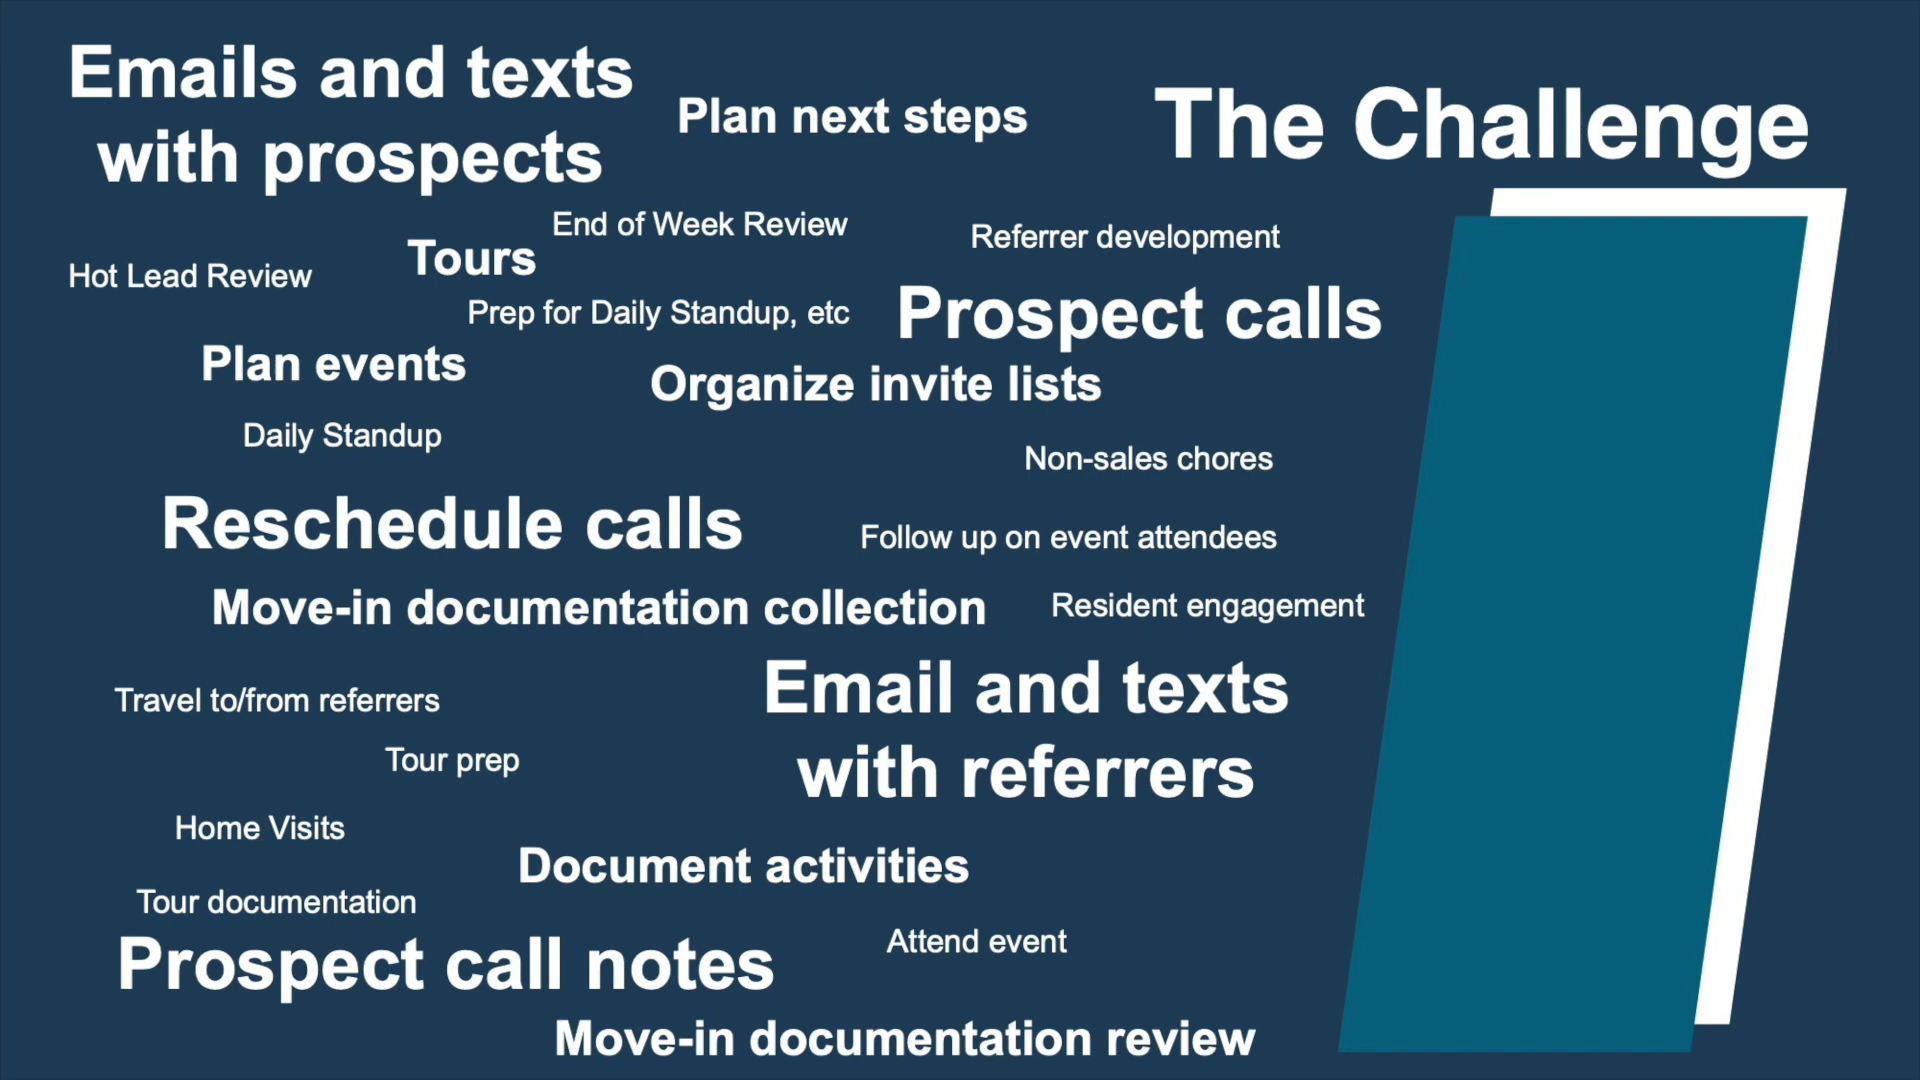 Emails and texts
with prospects
Plan next steps
The Challenge
End of Week Review
Referrer development
Tours
Hot Lead Review
Prep for Daily Standup, etc
Prospect calls
Plan events
Organize invite lists
Daily Standup
Non-sales chores
Reschedule calls
Follow up on event attendees
Move-in documentation collection
Resident engagement
Email and texts
with referrers
Travel to/from referrers
Tour prep
Home Visits
Document activities
Tour documentation
Attend event
Prospect call notes
Move-in documentation review